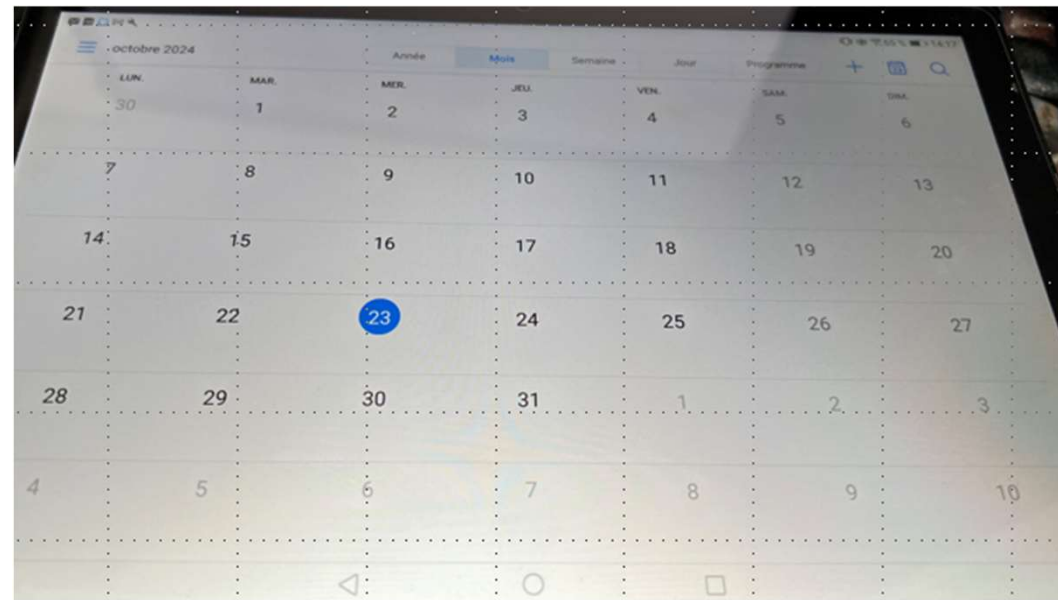 octobre 2024 Année Mois Semaine Jour Programme
LUN. MAR. MER. JEU. VEN. SAM. DIM.
30 1 2 3 4 5 6
7 8 9 10 11 12 13
14 15 16 17 18 19 20
21 22 23 24 25 26 27
28 29 30 31 1 2 3
4 5 6 7 8 9 10